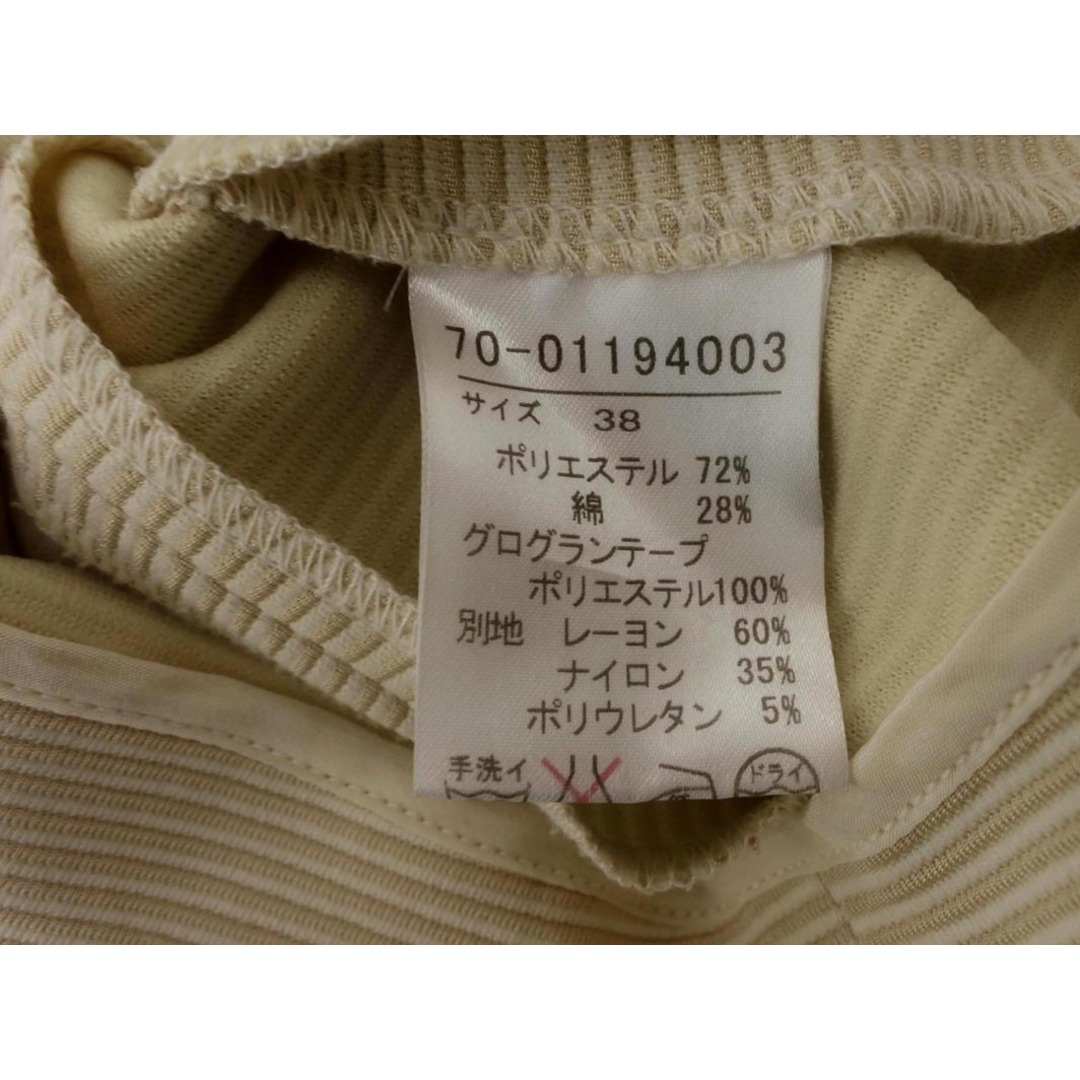 70-01194003
サイズ 38
ポリエステル 72%
綿 28%
グログランテープ
ポリエステル100%
別地 レーヨン 60%
ナイロン 35%
ポリウレタン 5%
手洗イ ドライ